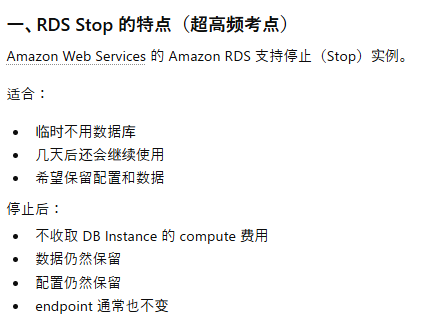 一、RDS Stop 的特点（超高频考点）
Amazon Web Services 的 Amazon RDS 支持停止（Stop）实例。
适合：
• 临时不用数据库
• 几天后还会继续使用
• 希望保留配置和数据
停止后：
• 不收取 DB Instance 的 compute 费用
• 数据仍然保留
• 配置仍然保留
• endpoint 通常也不变